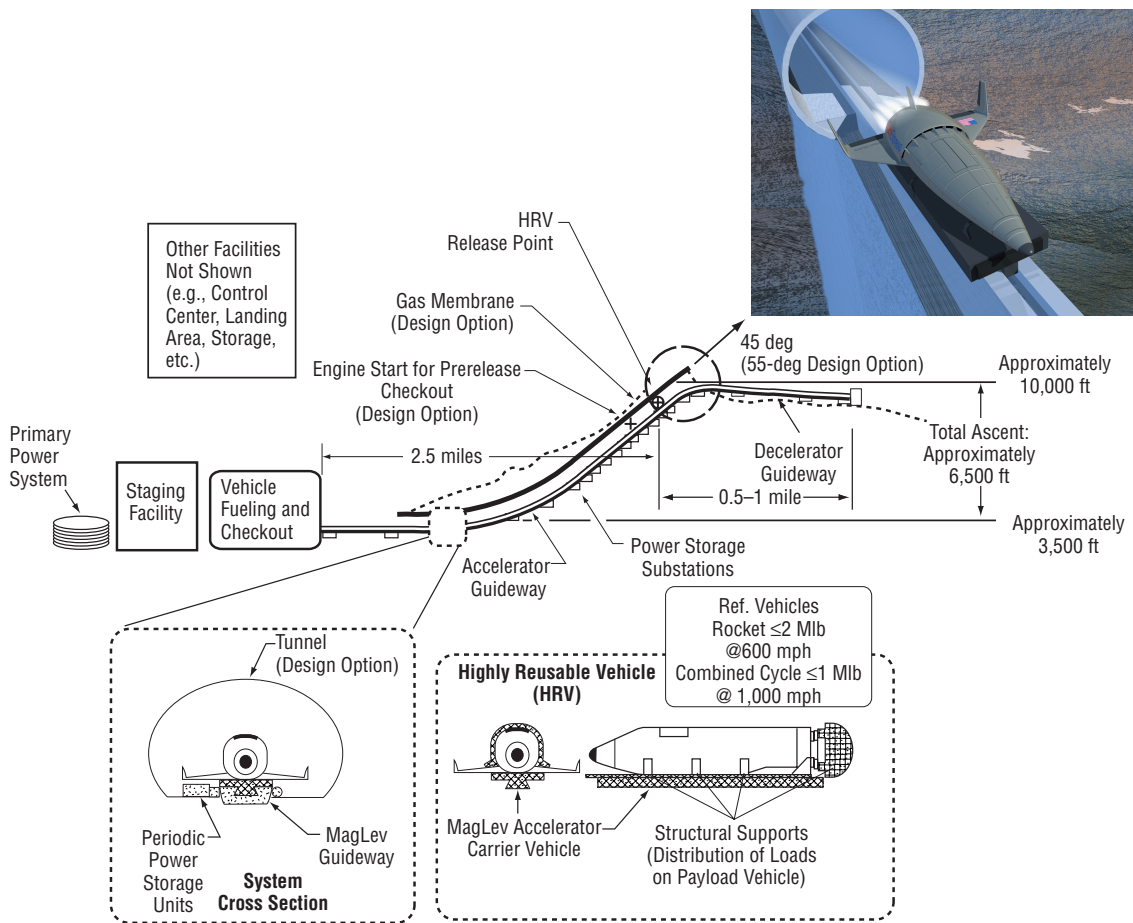 HRV
Release Point
Other Facilities
Not Shown
(e.g., Control
Center, Landing
Area, Storage,
etc.)
Gas Membrane
(Design Option)
45 deg
(55-deg Design Option)
Approximately
10,000 ft
Engine Start for Prerelease
Checkout
(Design Option)
Primary
Power
System
Staging
Facility
Vehicle
Fueling and
Checkout
2.5 miles
Decelerator
Guideway
0.5–1 mile
Total Ascent:
Approximately
6,500 ft
Approximately
3,500 ft
Accelerator
Guideway
Power Storage
Substations
Tunnel
(Design Option)
Periodic
Power
Storage
Units
MagLev
Guideway
System
Cross Section
Highly Reusable Vehicle
(HRV)
Ref. Vehicles
Rocket ≤2 Mlb
@600 mph
Combined Cycle ≤1 Mlb
@ 1,000 mph
MagLev Accelerator
Carrier Vehicle
Structural Supports
(Distribution of Loads
on Payload Vehicle)